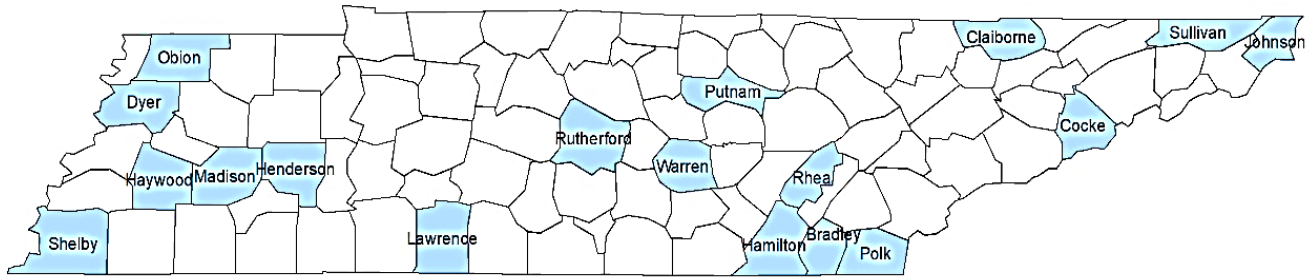 Obion
Dyer
Haywood
Madison
Henderson
Shelby
Lawrence
Rutherford
Putnam
Warren
Rhea
Hamilton
Bradley
Polk
Claiborne
Cocke
Sullivan
Johnson